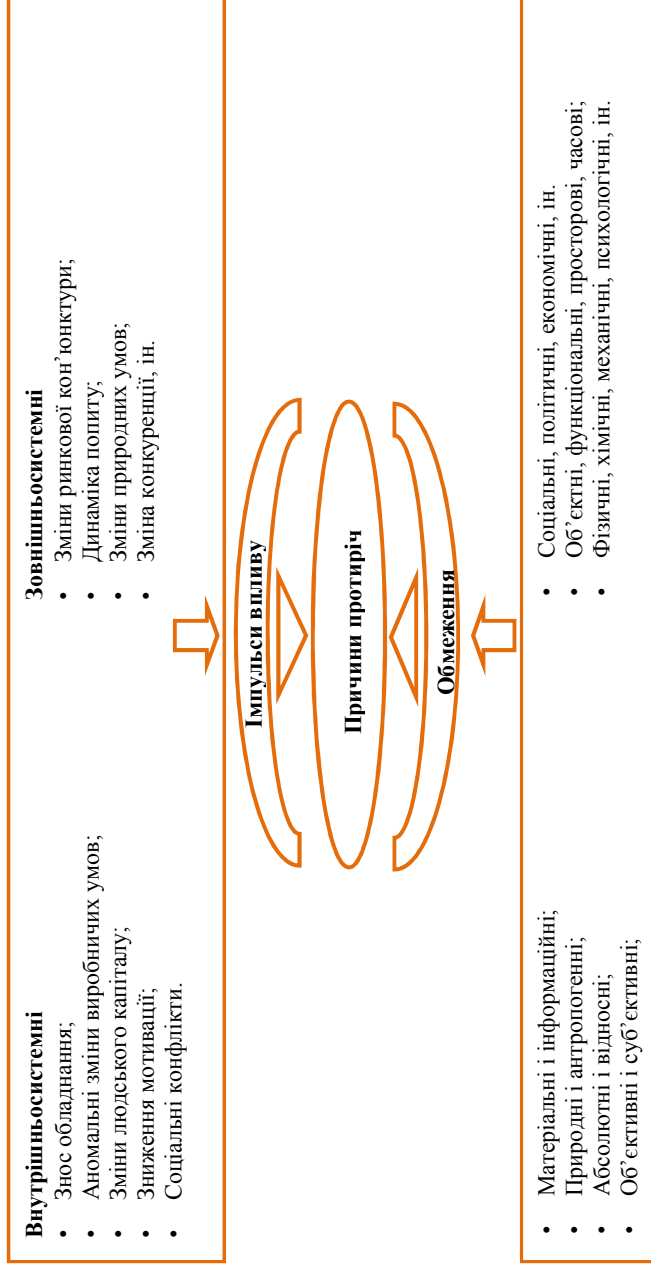 Внутрішньосистемні
• Знос обладнання;
• Аномальні зміни виробничих умов;
• Зміни людського капіталу;
• Зниження мотивації;
• Соціальні конфлікти.
Зовнішньосистемні
• Зміни ринкової кон’юнктури;
• Динаміка попиту;
• Зміни природних умов;
• Зміна конкуренції, ін.
Імпульси впливу
Причини протиріч
Обмеження
• Матеріальні і інформаційні;
• Природні і антропогенні;
• Абсолютні і відносні;
• Об’єктивні і суб’єктивні;
• Соціальні, політичні, економічні, ін.
• Об’єктні, функціональні, просторові, часові;
• Фізичні, хімічні, механічні, психологічні, ін.